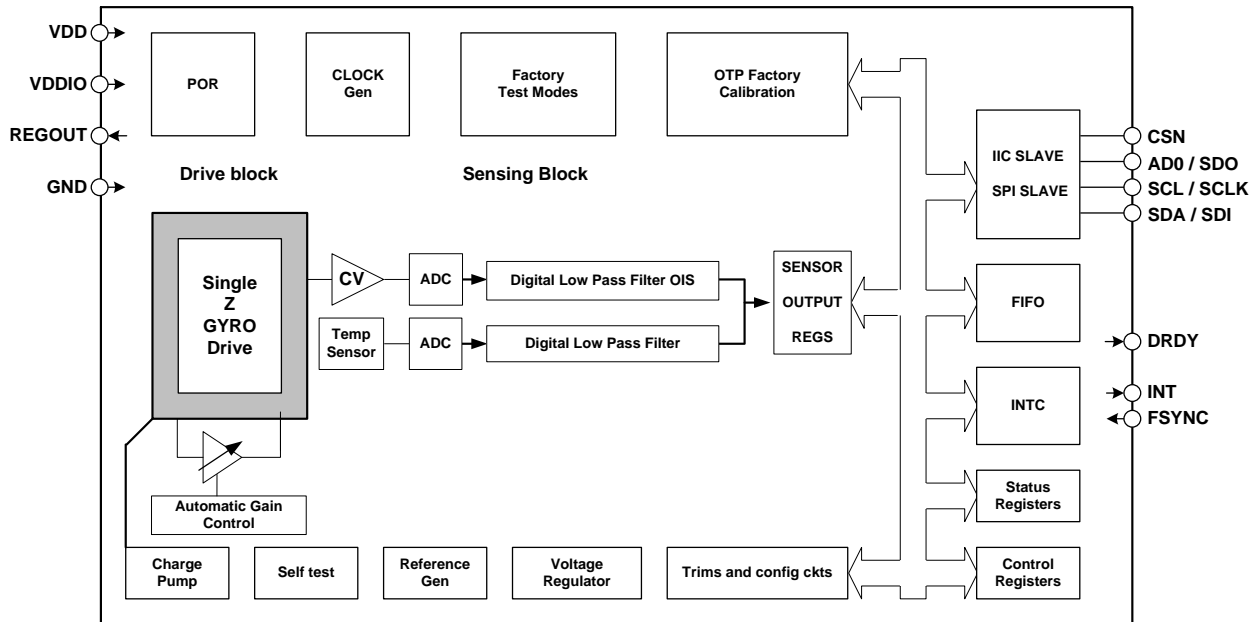 VDD
VDDIO
REGOUT
GND
POR
CLOCK
Gen
Factory
Test Modes
OTP Factory
Calibration
IIC SLAVE
SPI SLAVE
CSN
AD0 / SDO
SCL / SCLK
SDA / SDI
Drive block
Sensing Block
Single
Z
GYRO
Drive
CV
ADC
Digital Low Pass Filter OIS
Temp
Sensor
ADC
Digital Low Pass Filter
SENSOR
OUTPUT
REGS
FIFO
DRDY
INTC
INT
FSYNC
Automatic Gain
Control
Status
Registers
Charge
Pump
Self test
Reference
Gen
Voltage
Regulator
Trims and config ckts
Control
Registers